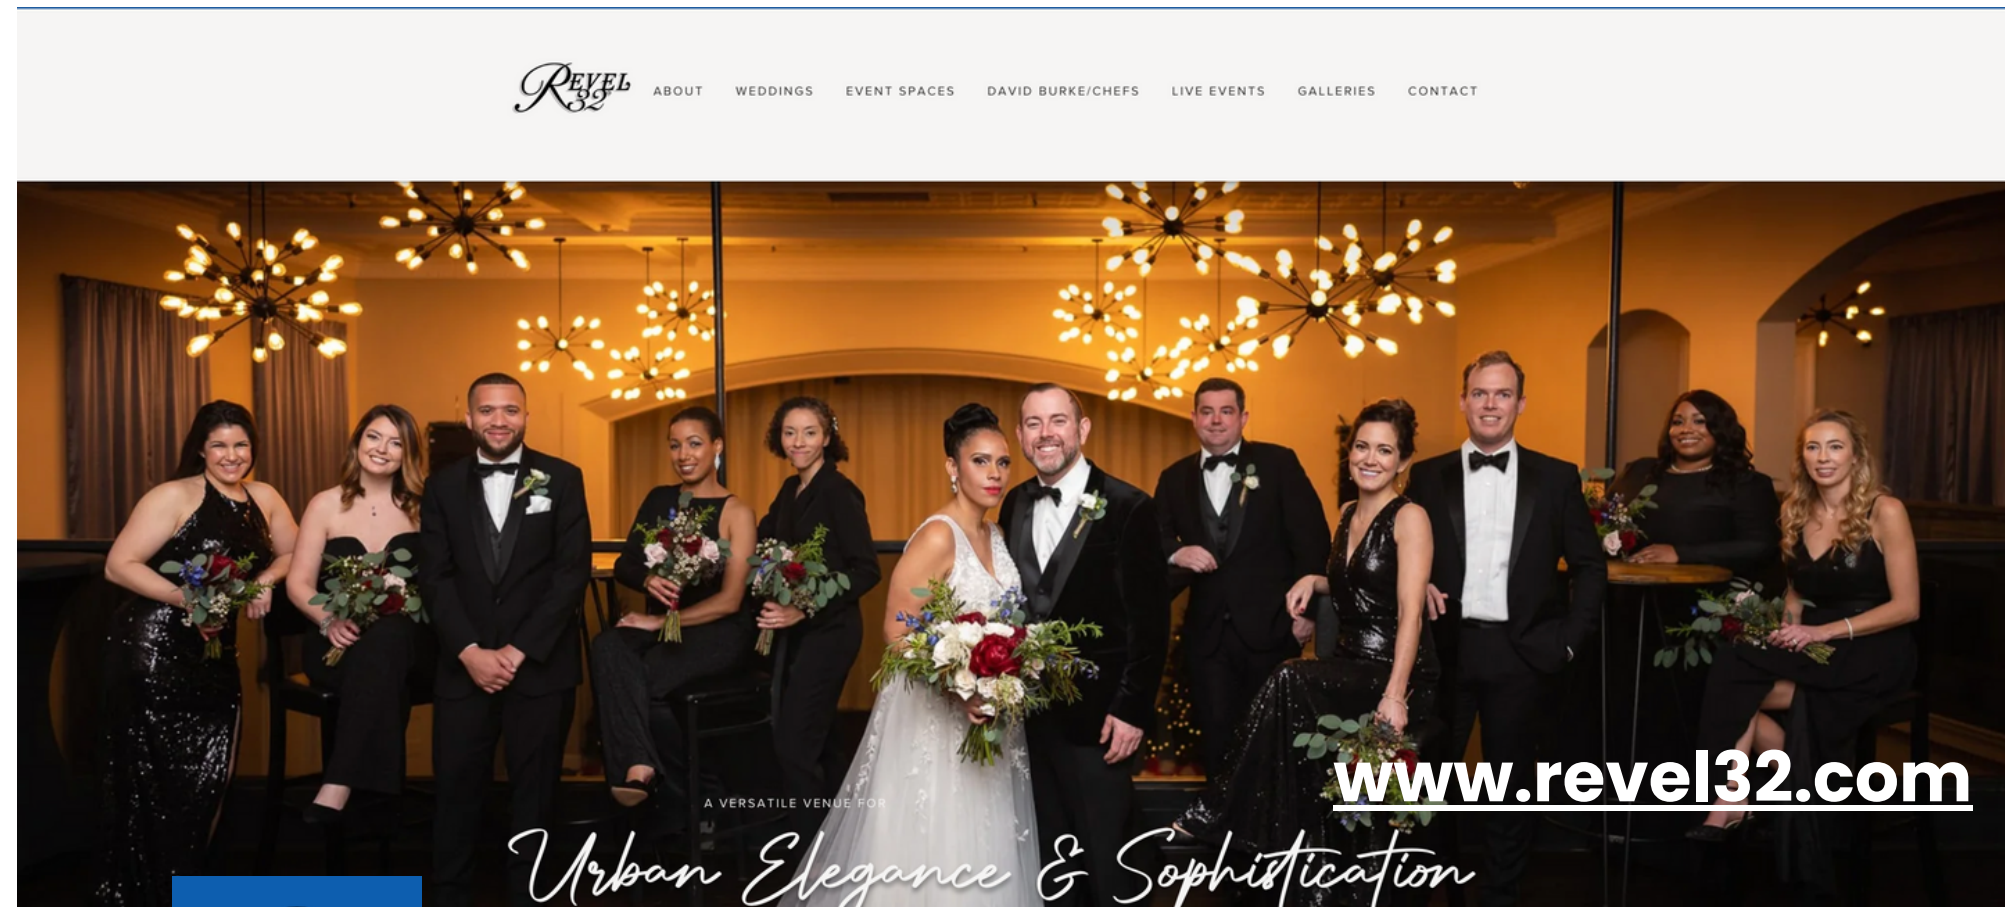 REVEL
32
ABOUT WEDDINGS EVENT SPACES DAVID BURKE/CHEFS LIVE EVENTS GALLERIES CONTACT
www.revel32.com
A VERSATILE VENUE FOR
Urban Elegance & Sophistication